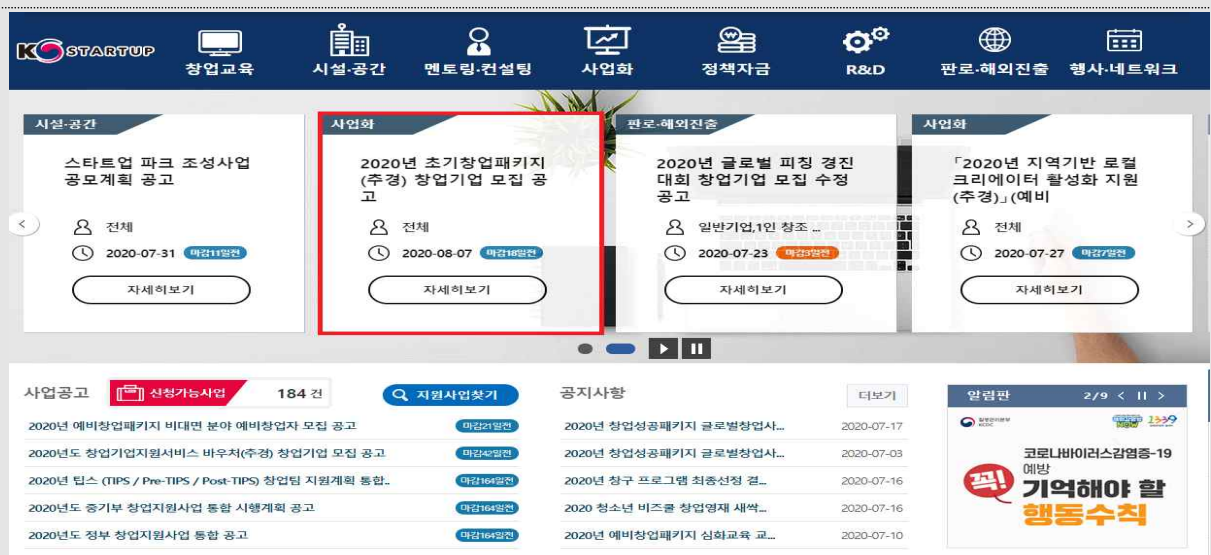 K STARTUP
창업교육
시설·공간
멘토링·컨설팅
사업화
정책자금
R&D
판로·해외진출
행사·네트워크
시설·공간
스타트업 파크 조성사업
공모계획 공고
전체
2020-07-31 마감11일전
자세히보기
사업화
2020년 초기창업패키지
(추경) 창업기업 모집 공
고
전체
2020-08-07 마감18일전
자세히보기
판로·해외진출
2020년 글로벌 피칭 경진
대회 창업기업 모집 수정
공고
일반기업,1인 창조 ...
2020-07-23 마감3일전
자세히보기
사업화
「2020년 지역기반 로컬
크리에이터 활성화 지원
(추경)」(예비
전체
2020-07-27 마감7일전
자세히보기
사업공고 신청가능사업 184 건 지원사업찾기
2020년 예비창업패키지 비대면 분야 예비창업자 모집 공고 마감21일전
2020년도 창업기업지원서비스 바우처(추경) 창업기업 모집 공고 마감42일전
2020년 팁스 (TIPS / Pre-TIPS / Post-TIPS) 창업팀 지원계획 통합.. 마감164일전
2020년도 중기부 창업지원사업 통합 시행계획 공고 마감164일전
2020년도 정부 창업지원사업 통합 공고 마감164일전
공지사항 더보기
2020년 창업성공패키지 글로벌창업사... 2020-07-17
2020년 창업성공패키지 글로벌창업사... 2020-07-03
2020년 창구 프로그램 최종선정 결... 2020-07-16
2020 청소년 비즈쿨 창업영재 새싹... 2020-07-16
2020년 예비창업패키지 심화교육 교... 2020-07-10
알림판 2/9 < II >
질병관리본부
KCDC
1339
코로나바이러스감염증-19
예방
꼭!
기억해야 할
행동수칙